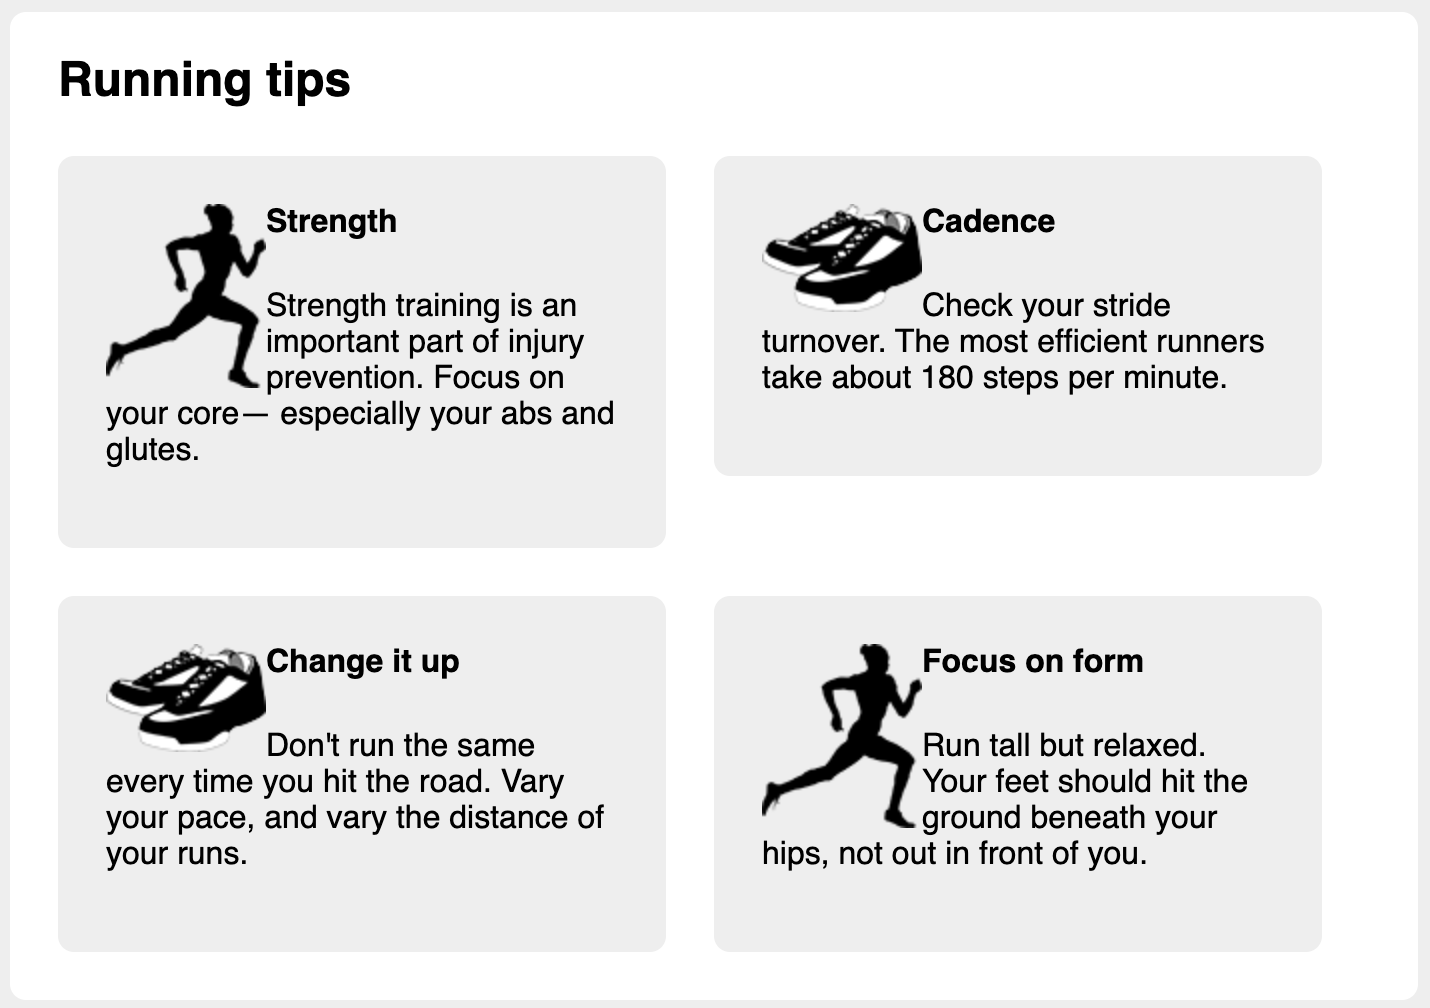 Running tips
Strength
Strength training is an
important part of injury
prevention. Focus on
your core— especially your abs and
glutes.
Cadence
Check your stride
turnover. The most efficient runners
take about 180 steps per minute.
Change it up
Don't run the same
every time you hit the road. Vary
your pace, and vary the distance of
your runs.
Focus on form
Run tall but relaxed.
Your feet should hit the
ground beneath your
hips, not out in front of you.